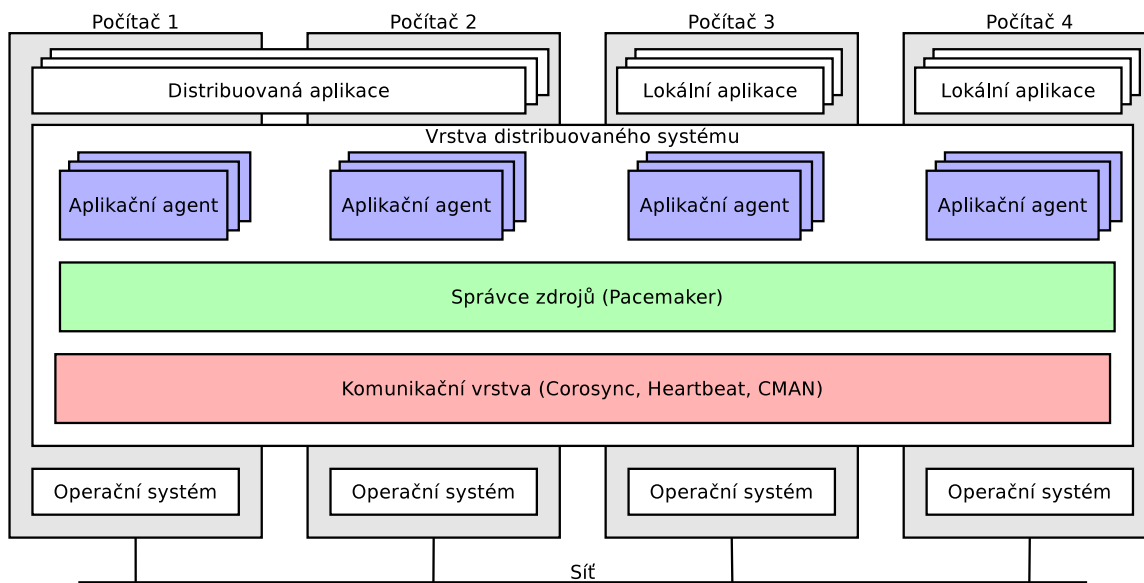 Počítač 1
Počítač 2
Počítač 3
Počítač 4
Distribuovaná aplikace
Lokální aplikace
Lokální aplikace
Vrstva distribuovaného systému
Aplikační agent
Aplikační agent
Aplikační agent
Aplikační agent
Správce zdrojů (Pacemaker)
Komunikační vrstva (Corosync, Heartbeat, CMAN)
Operační systém
Operační systém
Operační systém
Operační systém
Síť